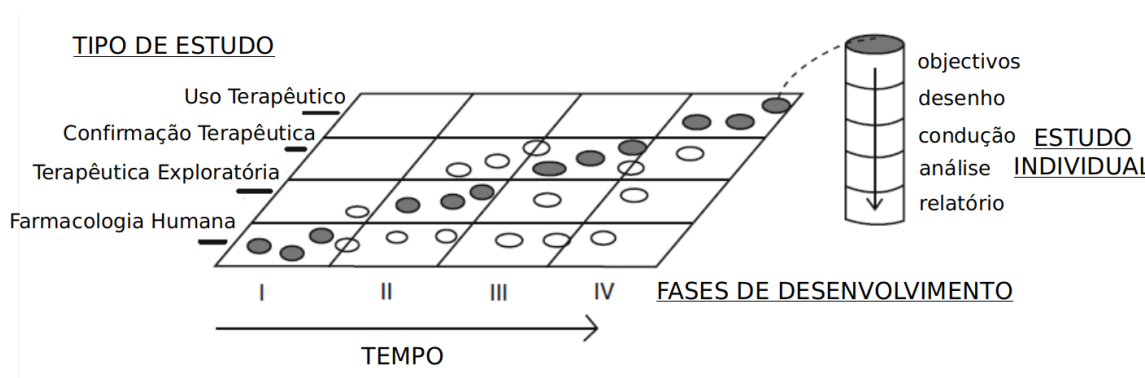 TIPO DE ESTUDO
Uso Terapêutico
Confirmação Terapêutica
Terapêutica Exploratória
Farmacologia Humana
objectivos
desenho
condução
análise
relatório
ESTUDO
INDIVIDUAL
I II III IV
FASES DE DESENVOLVIMENTO
TEMPO